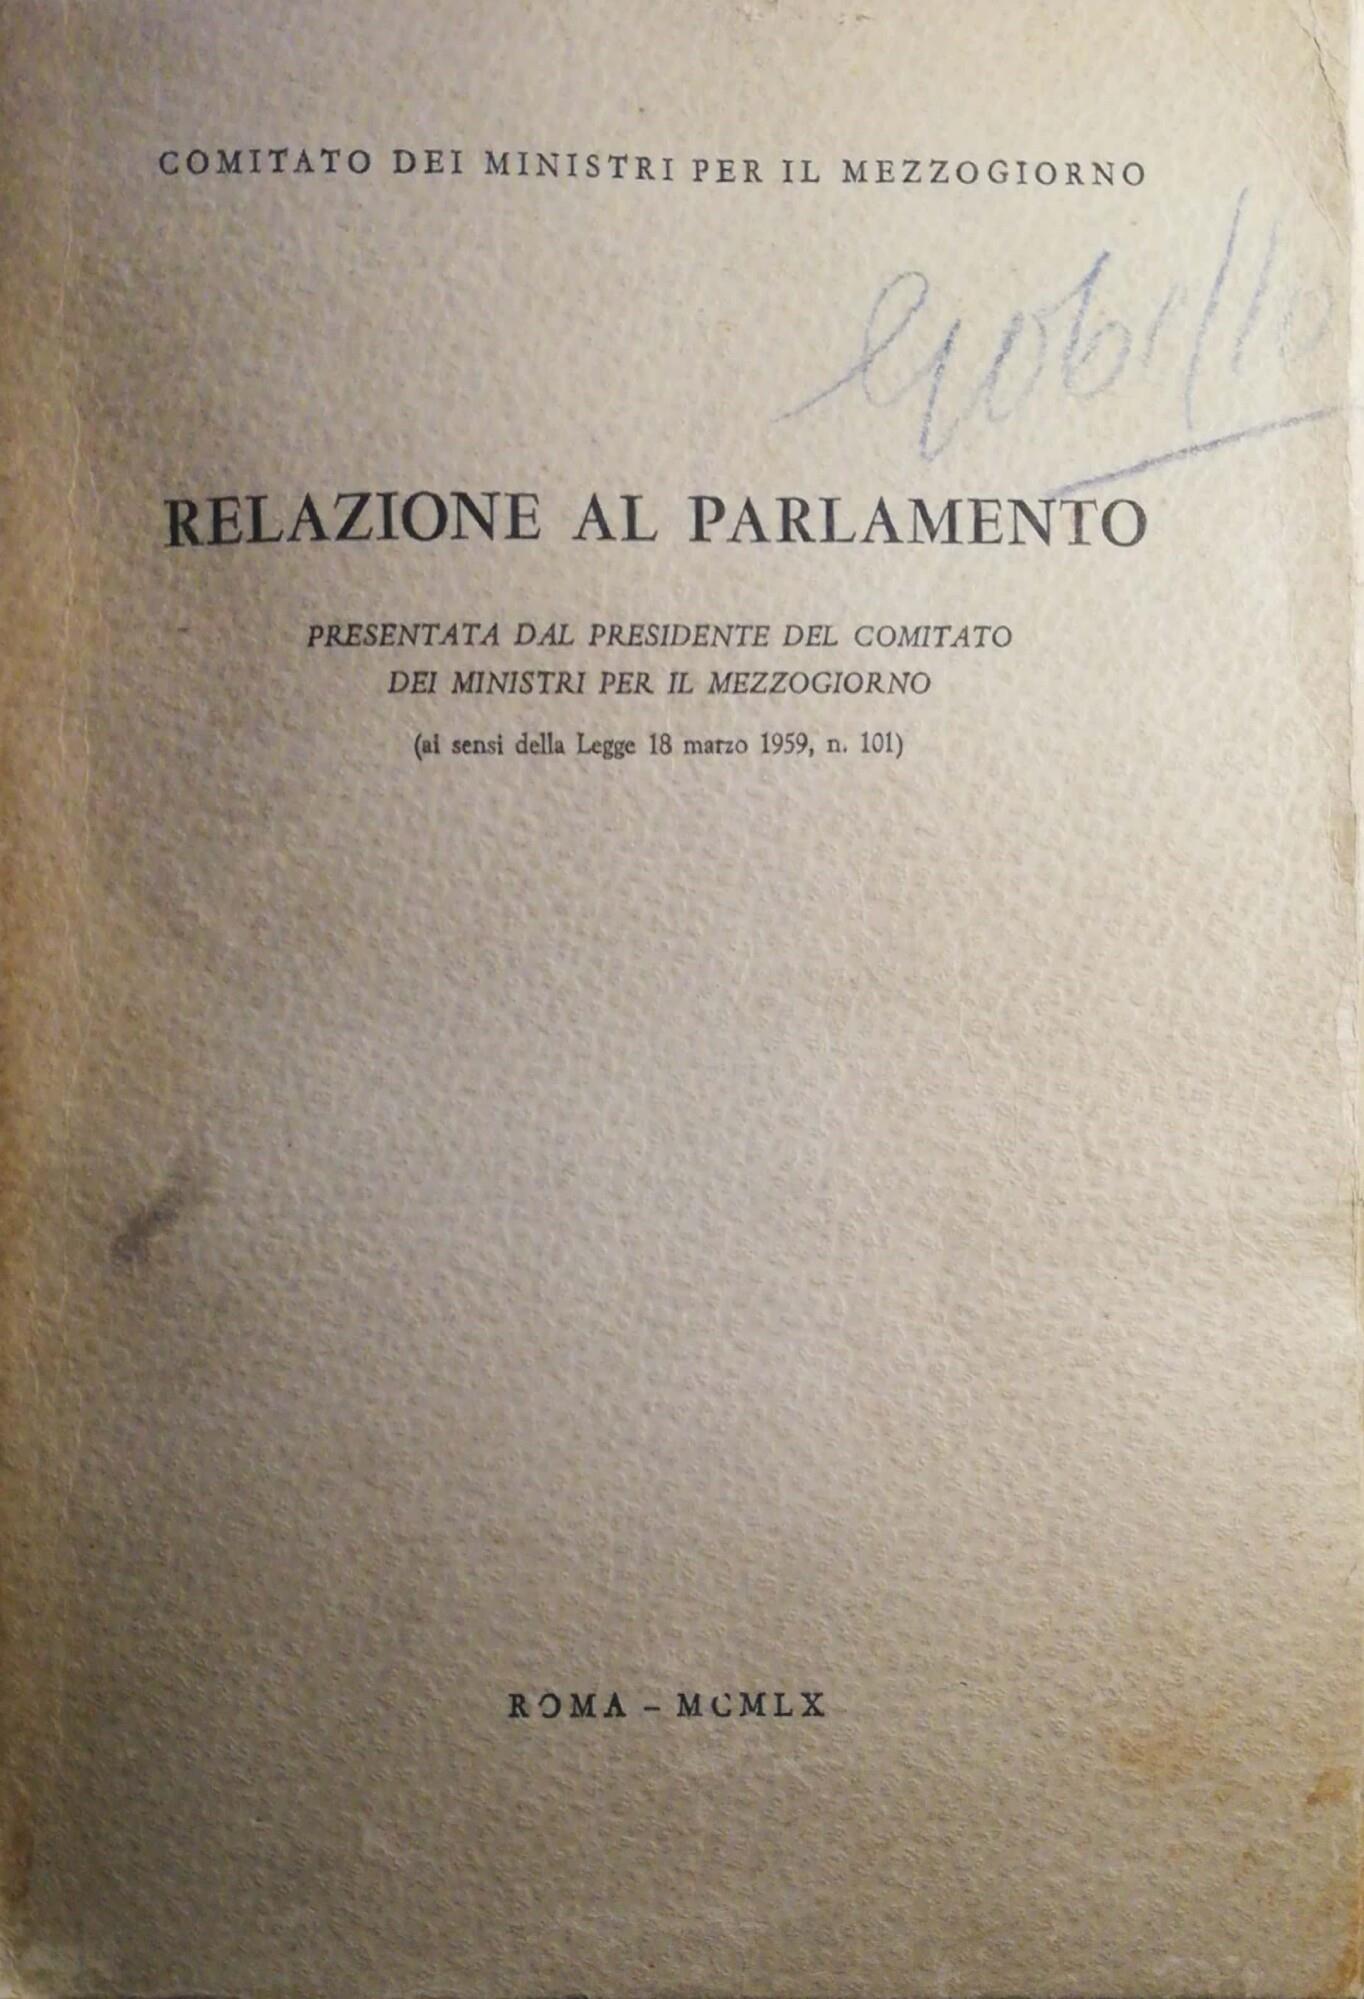 COMITATO DEI MINISTRI PER IL MEZZOGIORNO
RELAZIONE AL PARLAMENTO
PRESENTATA DAL PRESIDENTE DEL COMITATO
DEI MINISTRI PER IL MEZZOGIORNO
(ai sensi della Legge 18 marzo 1959, n. 101)
ROMA – MCMLX